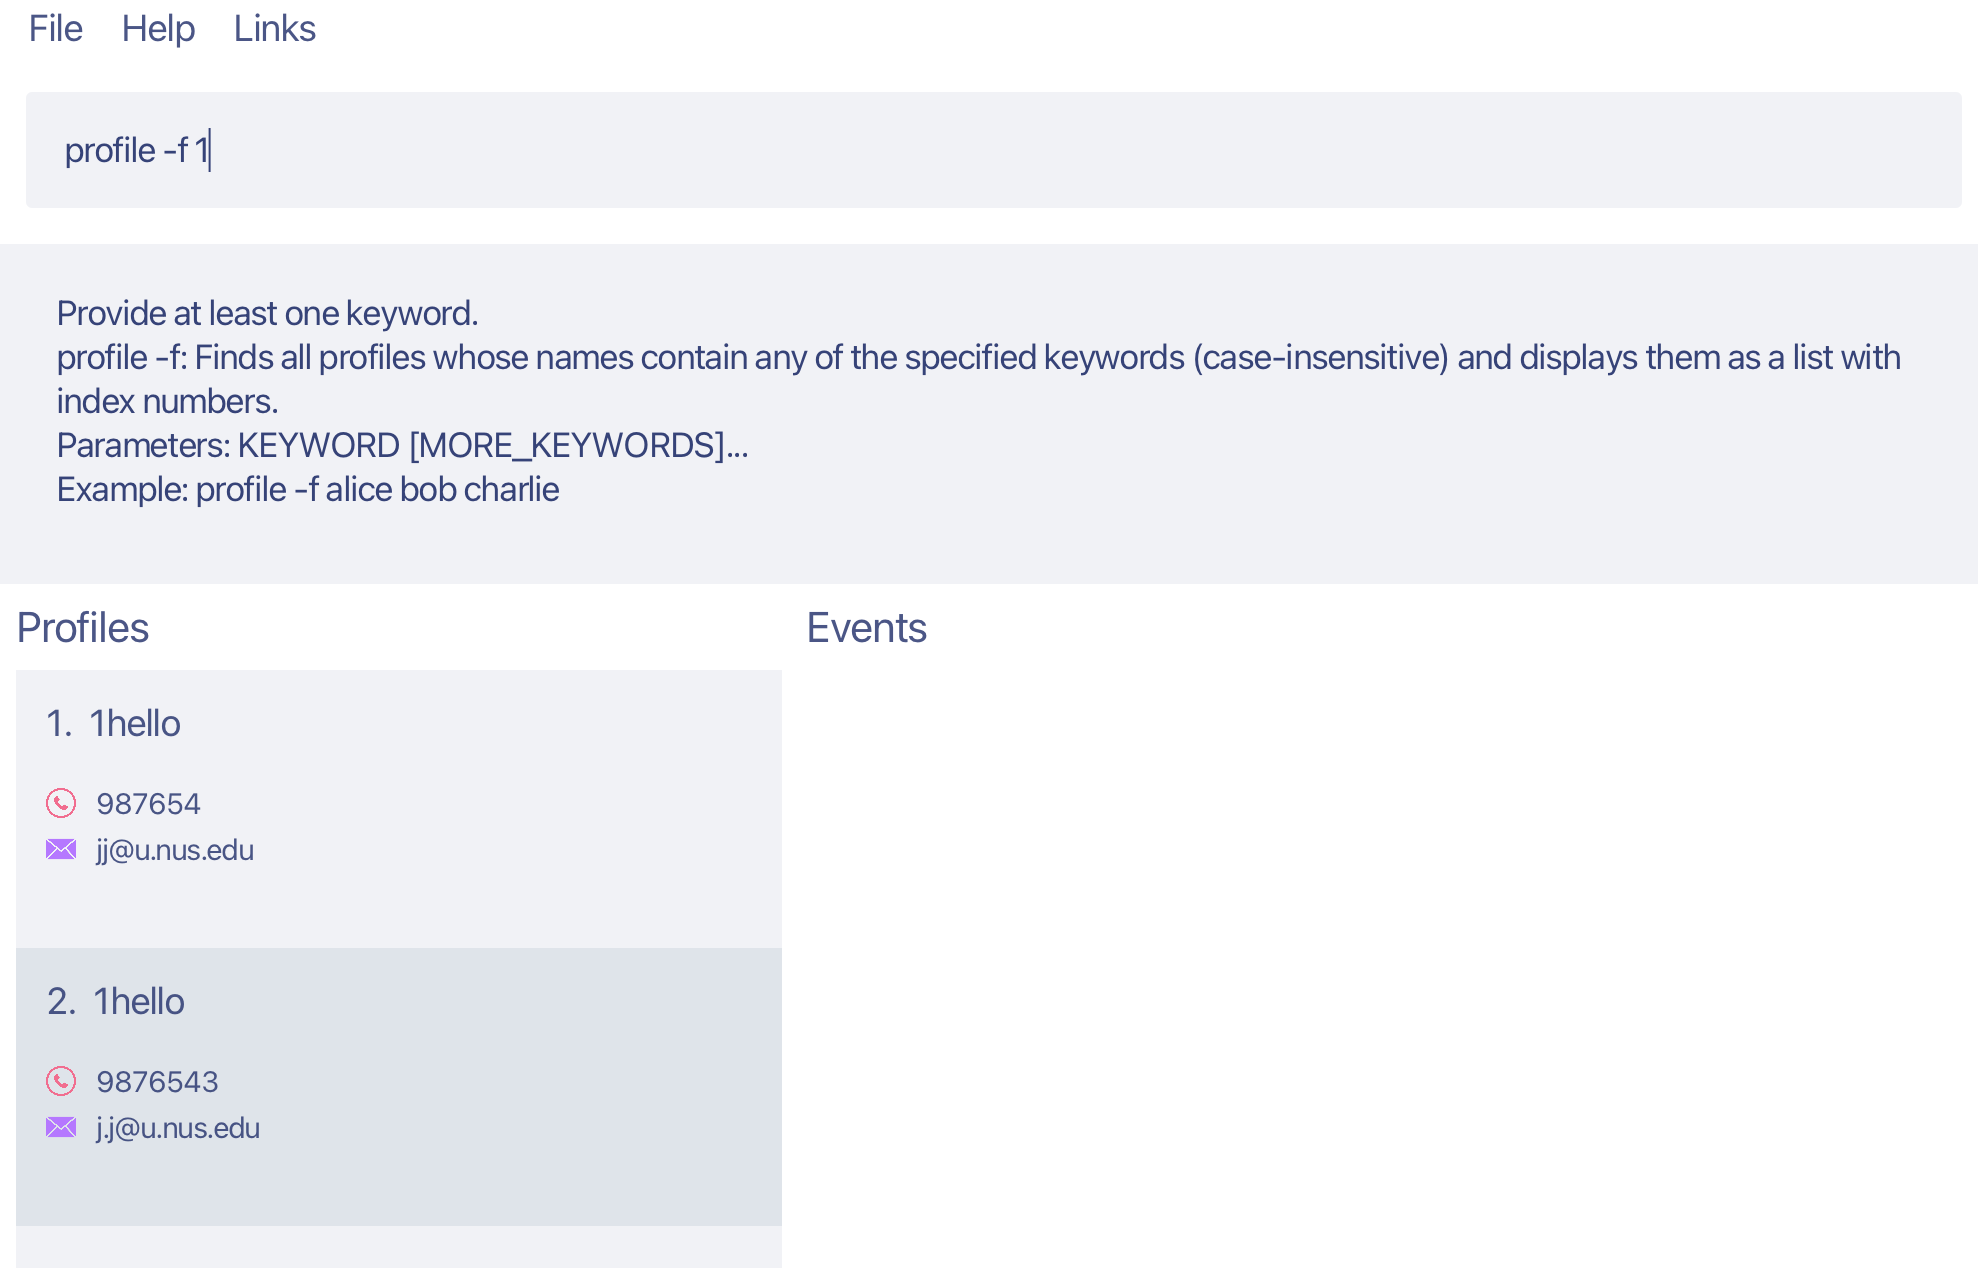 File Help Links
profile -f 1
Provide at least one keyword.
profile -f: Finds all profiles whose names contain any of the specified keywords (case-insensitive) and displays them as a list with
index numbers.
Parameters: KEYWORD [MORE_KEYWORDS]...
Example: profile -f alice bob charlie
Profiles
Events
1. 1hello
987654
jj@u.nus.edu
2. 1hello
9876543
j.j@u.nus.edu